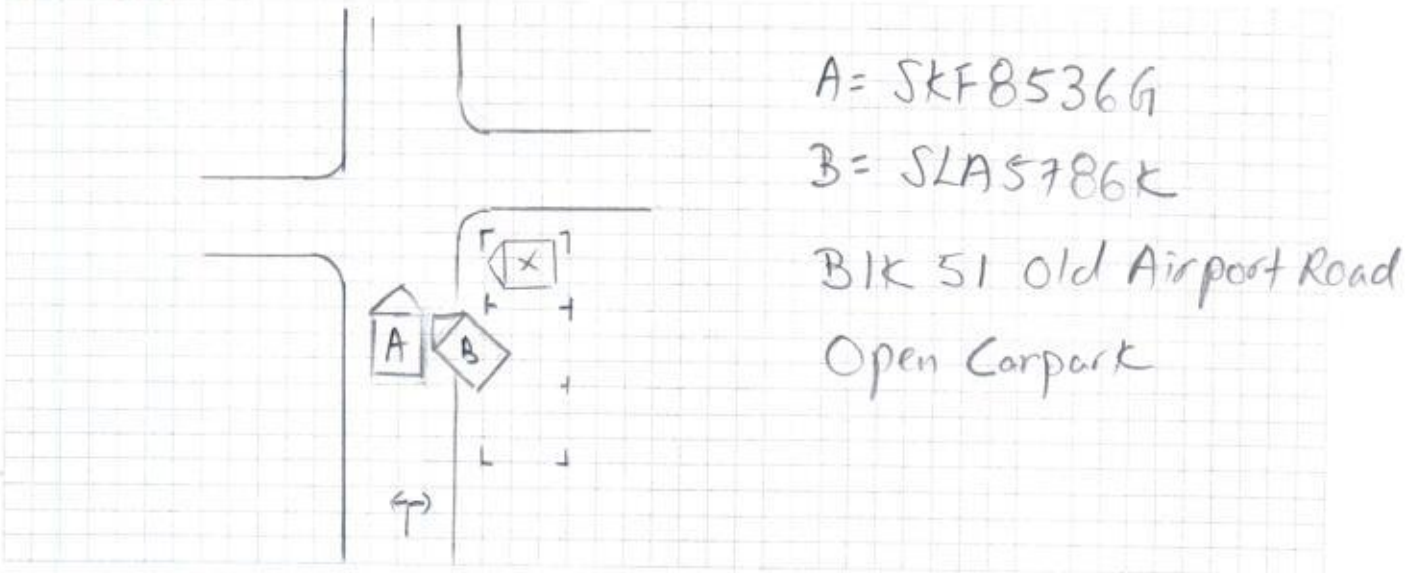 A= SKF8536G
B= SLA5786K
Blk 51 Old Airport Road
Open Carpark
X
A
B